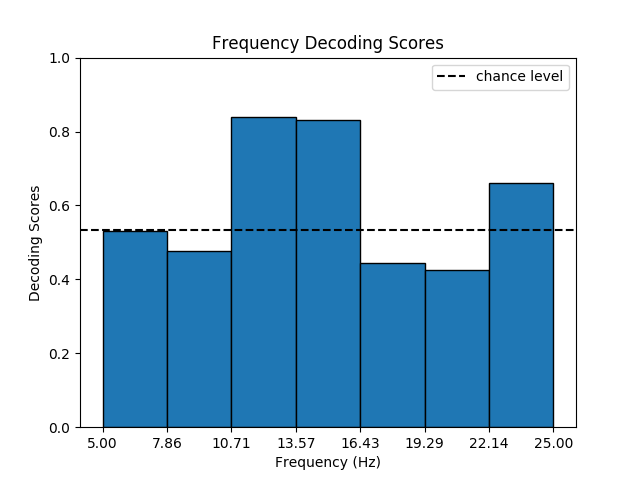 Frequency Decoding Scores
chance level
1.0
0.8
0.6
0.4
0.2
0.0
Decoding Scores
5.00 7.86 10.71 13.57 16.43 19.29 22.14 25.00
Frequency (Hz)